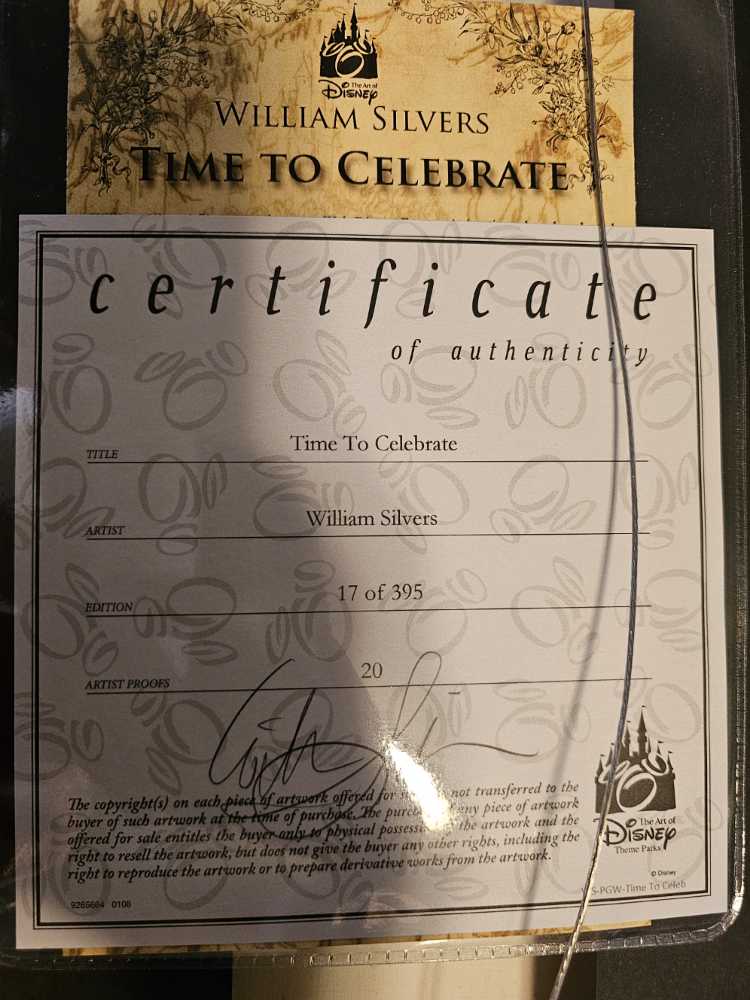 The Art of
Disney
William Silvers
Time to Celebrate
certificate
of authenticity
TITLE Time To Celebrate
ARTIST William Silvers
EDITION 17 of 395
ARTIST PROOFS 20
The copyright(s) on each piece of artwork offered for not transferred to the
buyer of such artwork at the time of purchase. The any piece of artwork
offered for sale entitles the buyer only to physical the artwork and the
right to resell the artwork, but does not give the buyer any other rights, including the
right to reproduce the artwork or to prepare derivative works from the artwork.
The Art of
Disney
Theme Parks
© Disney
9265664 0108
-PGW-Time To Celeb